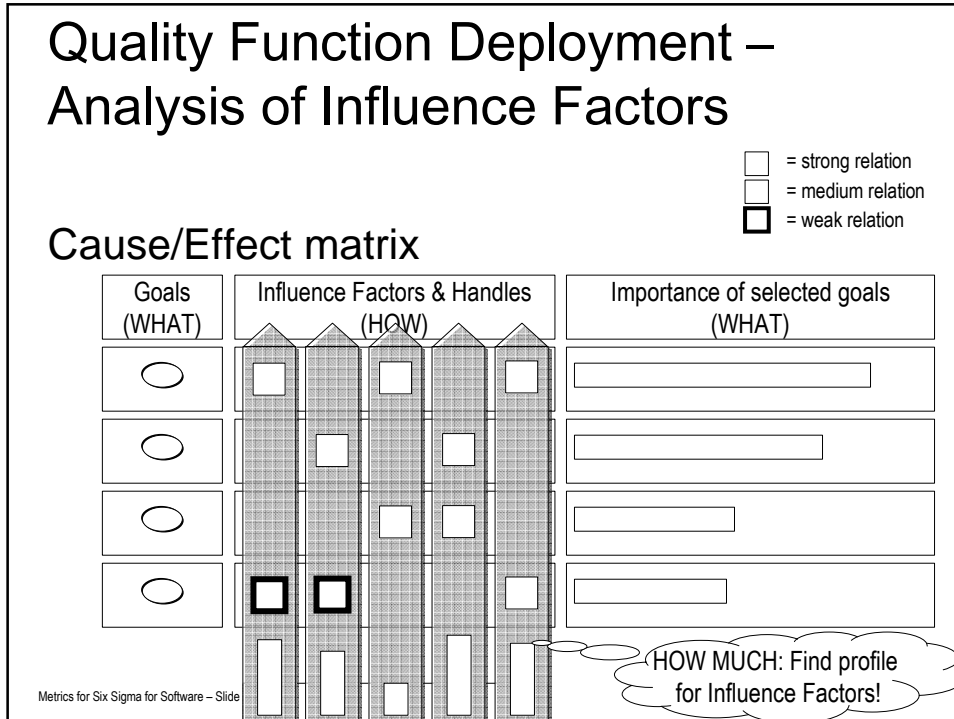 Quality Function Deployment –
Analysis of Influence Factors
= strong relation
= medium relation
= weak relation
Cause/Effect matrix
Goals
(WHAT)
Influence Factors & Handles
(HOW)
Importance of selected goals
(WHAT)
HOW MUCH: Find profile
for Influence Factors!
Metrics for Six Sigma for Software – Slide